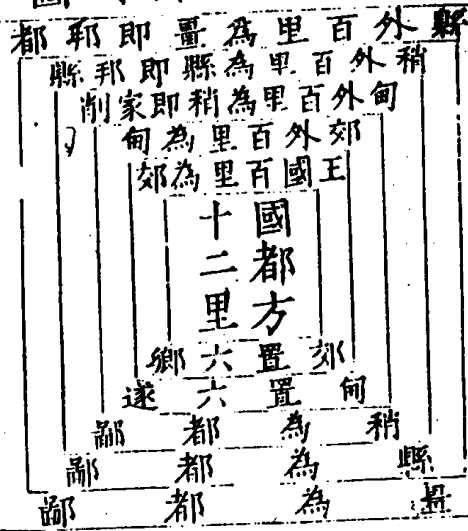 縣外百里為畺即邦都
稍外百里為縣即邦縣
甸外百里為稍即家削
郊外百里為甸
王國百里為郊
國都方
十二里
郊置六鄉
甸置六遂
稍為都鄙
縣為都鄙
畺為都鄙